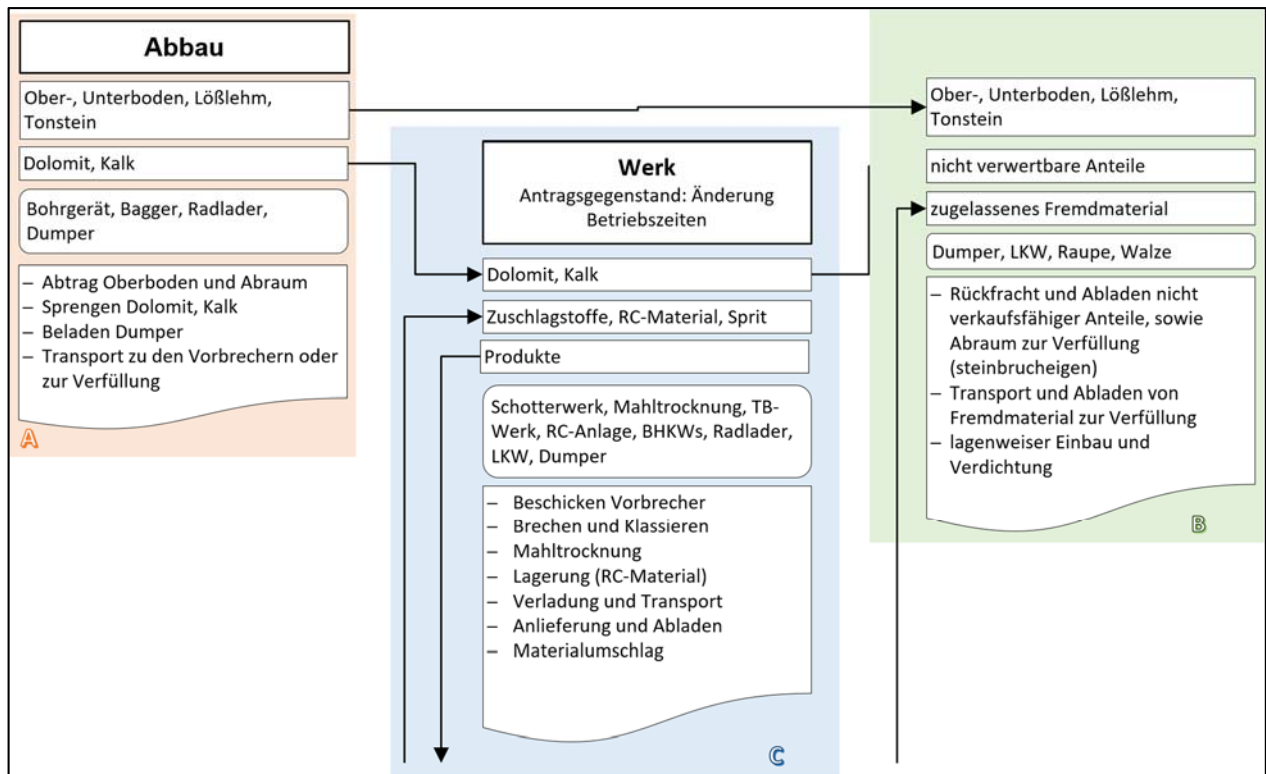 Abbau
Ober-, Unterboden, Lößlehm,
Tonstein
Dolomit, Kalk
Bohrgerät, Bagger, Radlader,
Dumper
– Abtrag Oberboden und Abraum
– Sprengen Dolomit, Kalk
– Beladen Dumper
– Transport zu den Vorbrechern oder
zur Verfüllung
A
Werk
Antragsgegenstand: Änderung
Betriebszeiten
Dolomit, Kalk
Zuschlagstoffe, RC-Material, Sprit
Produkte
Schotterwerk, Mahltrocknung, TB-
Werk, RC-Anlage, BHKWs, Radlader,
LKW, Dumper
– Beschicken Vorbrecher
– Brechen und Klassieren
– Mahltrocknung
– Lagerung (RC-Material)
– Verladung und Transport
– Anlieferung und Abladen
– Materialumschlag
C
Ober-, Unterboden, Lößlehm,
Tonstein
nicht verwertbare Anteile
zugelassenes Fremdmaterial
Dumper, LKW, Raupe, Walze
– Rückfracht und Abladen nicht
verkaufsfähiger Anteile, sowie
Abraum zur Verfüllung
(steinbrucheigen)
– Transport und Abladen von
Fremdmaterial zur Verfüllung
– lagenweiser Einbau und
Verdichtung
B